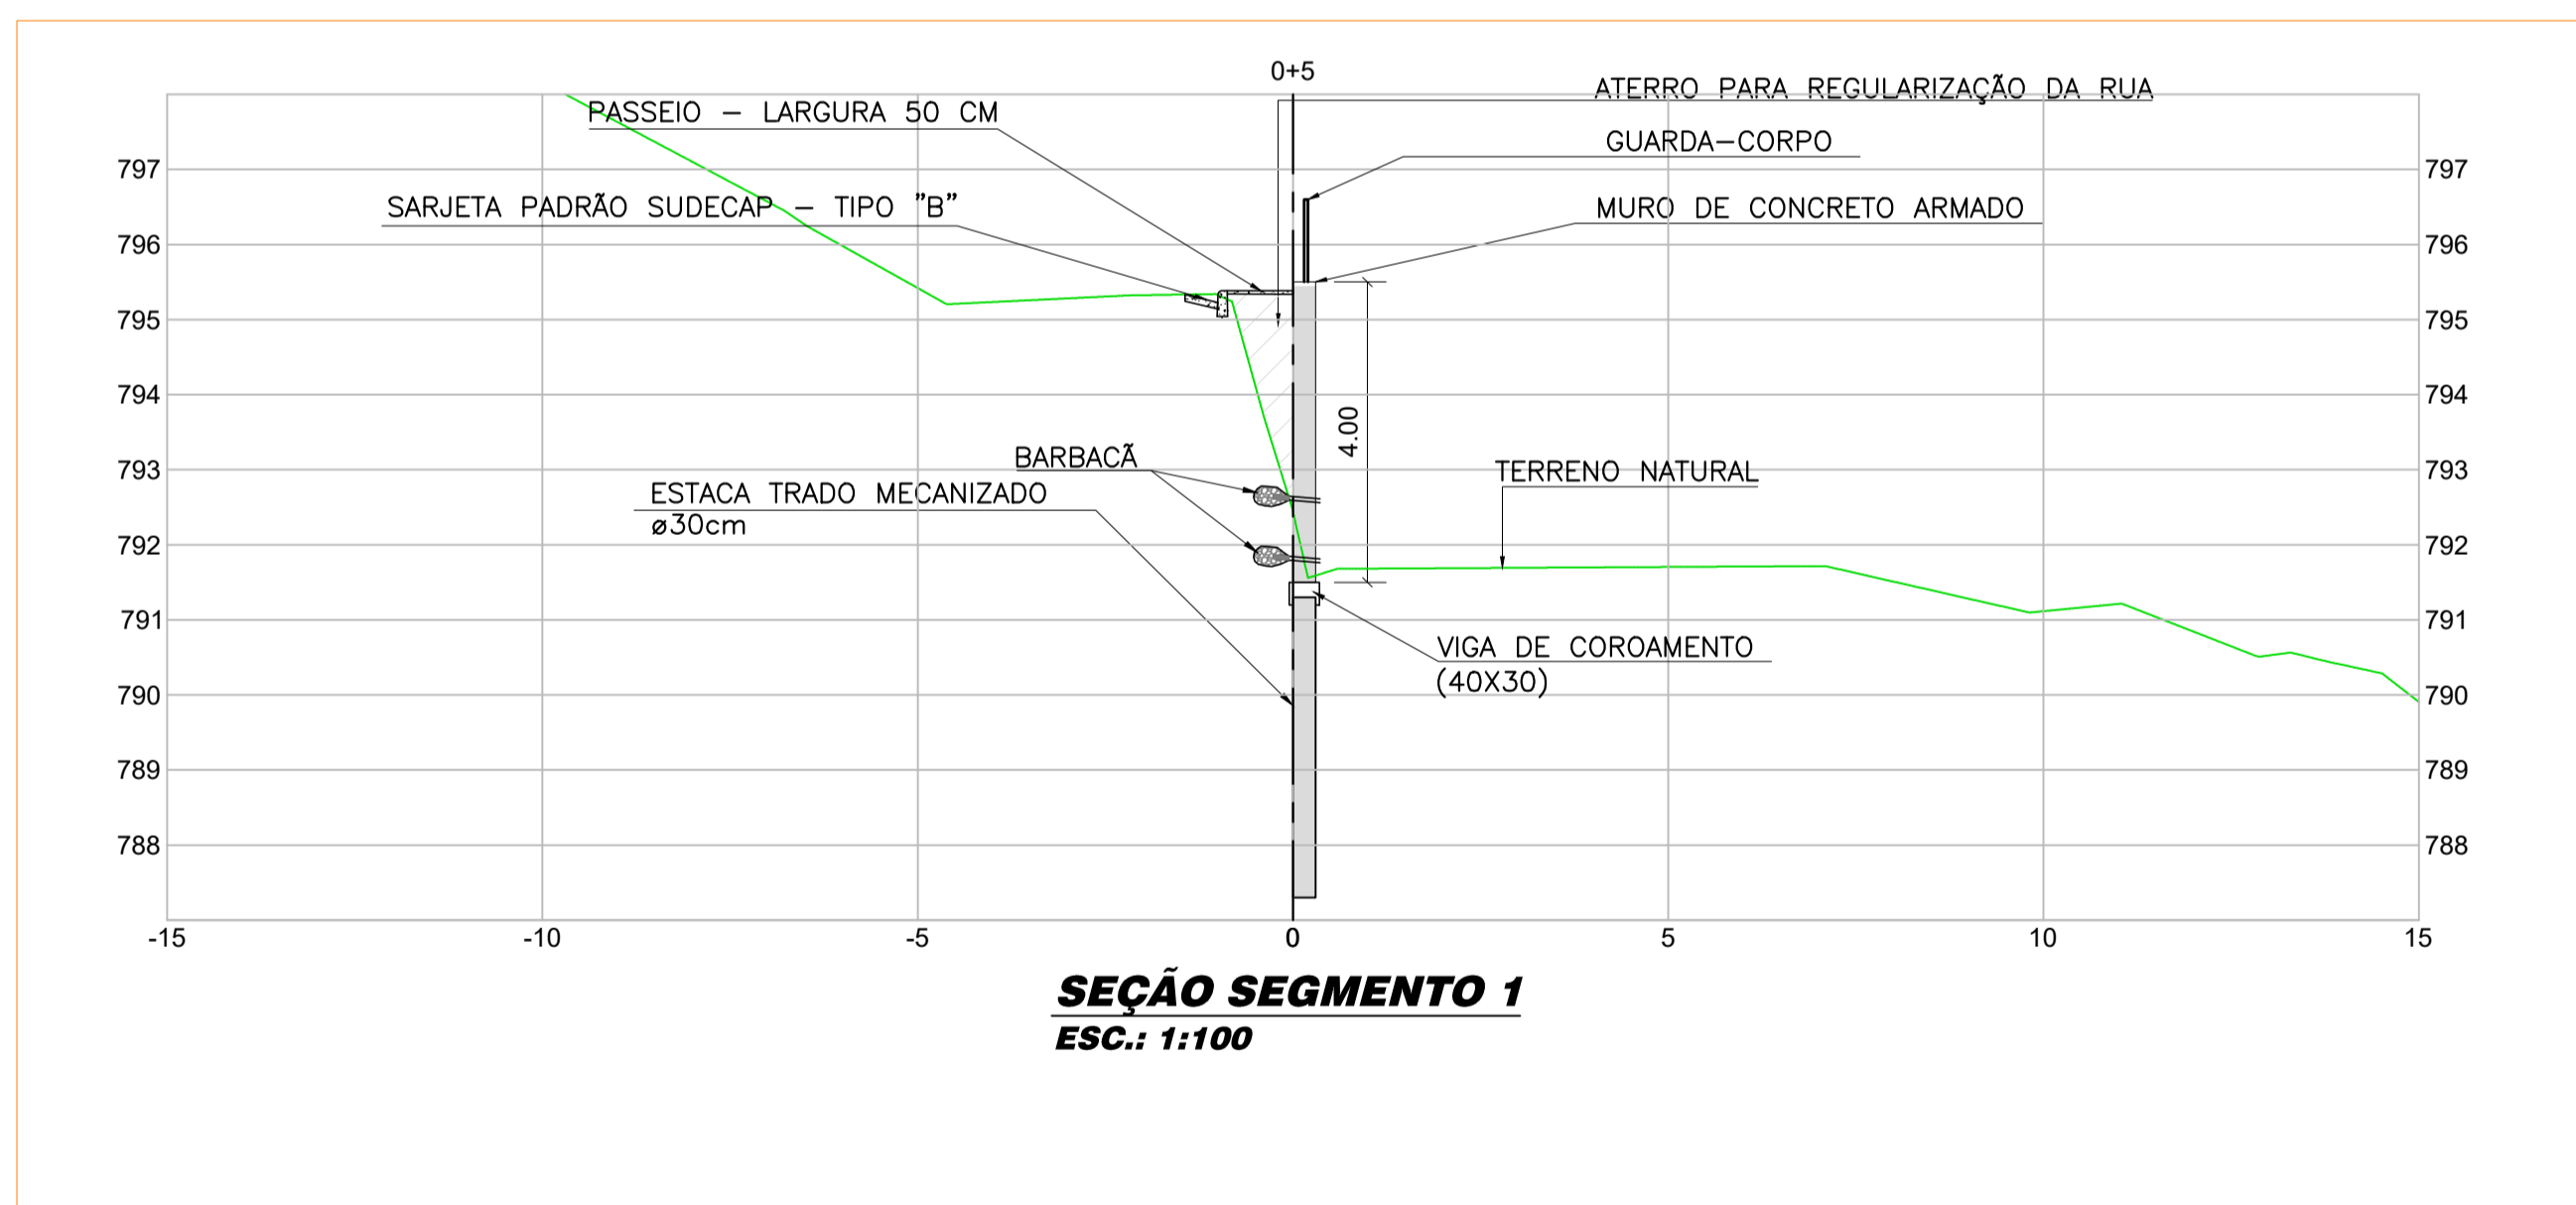 0+5
ATERRO PARA REGULARIZAÇÃO DA RUA
PASSEIO – LARGURA 50 CM
GUARDA–CORPO
797
797
SARJETA PADRÃO SUDECAP – TIPO "B"
MURO DE CONCRETO ARMADO
796
796
795
795
794
794
4.00
BARBACÃ
793
793
TERRENO NATURAL
ESTACA TRADO MECANIZADO
ø30cm
792
792
791
791
VIGA DE COROAMENTO
(40X30)
790
790
789
789
788
788
-15
-10
-5
0
5
10
15
SEÇÃO SEGMENTO 1
ESC.: 1:100